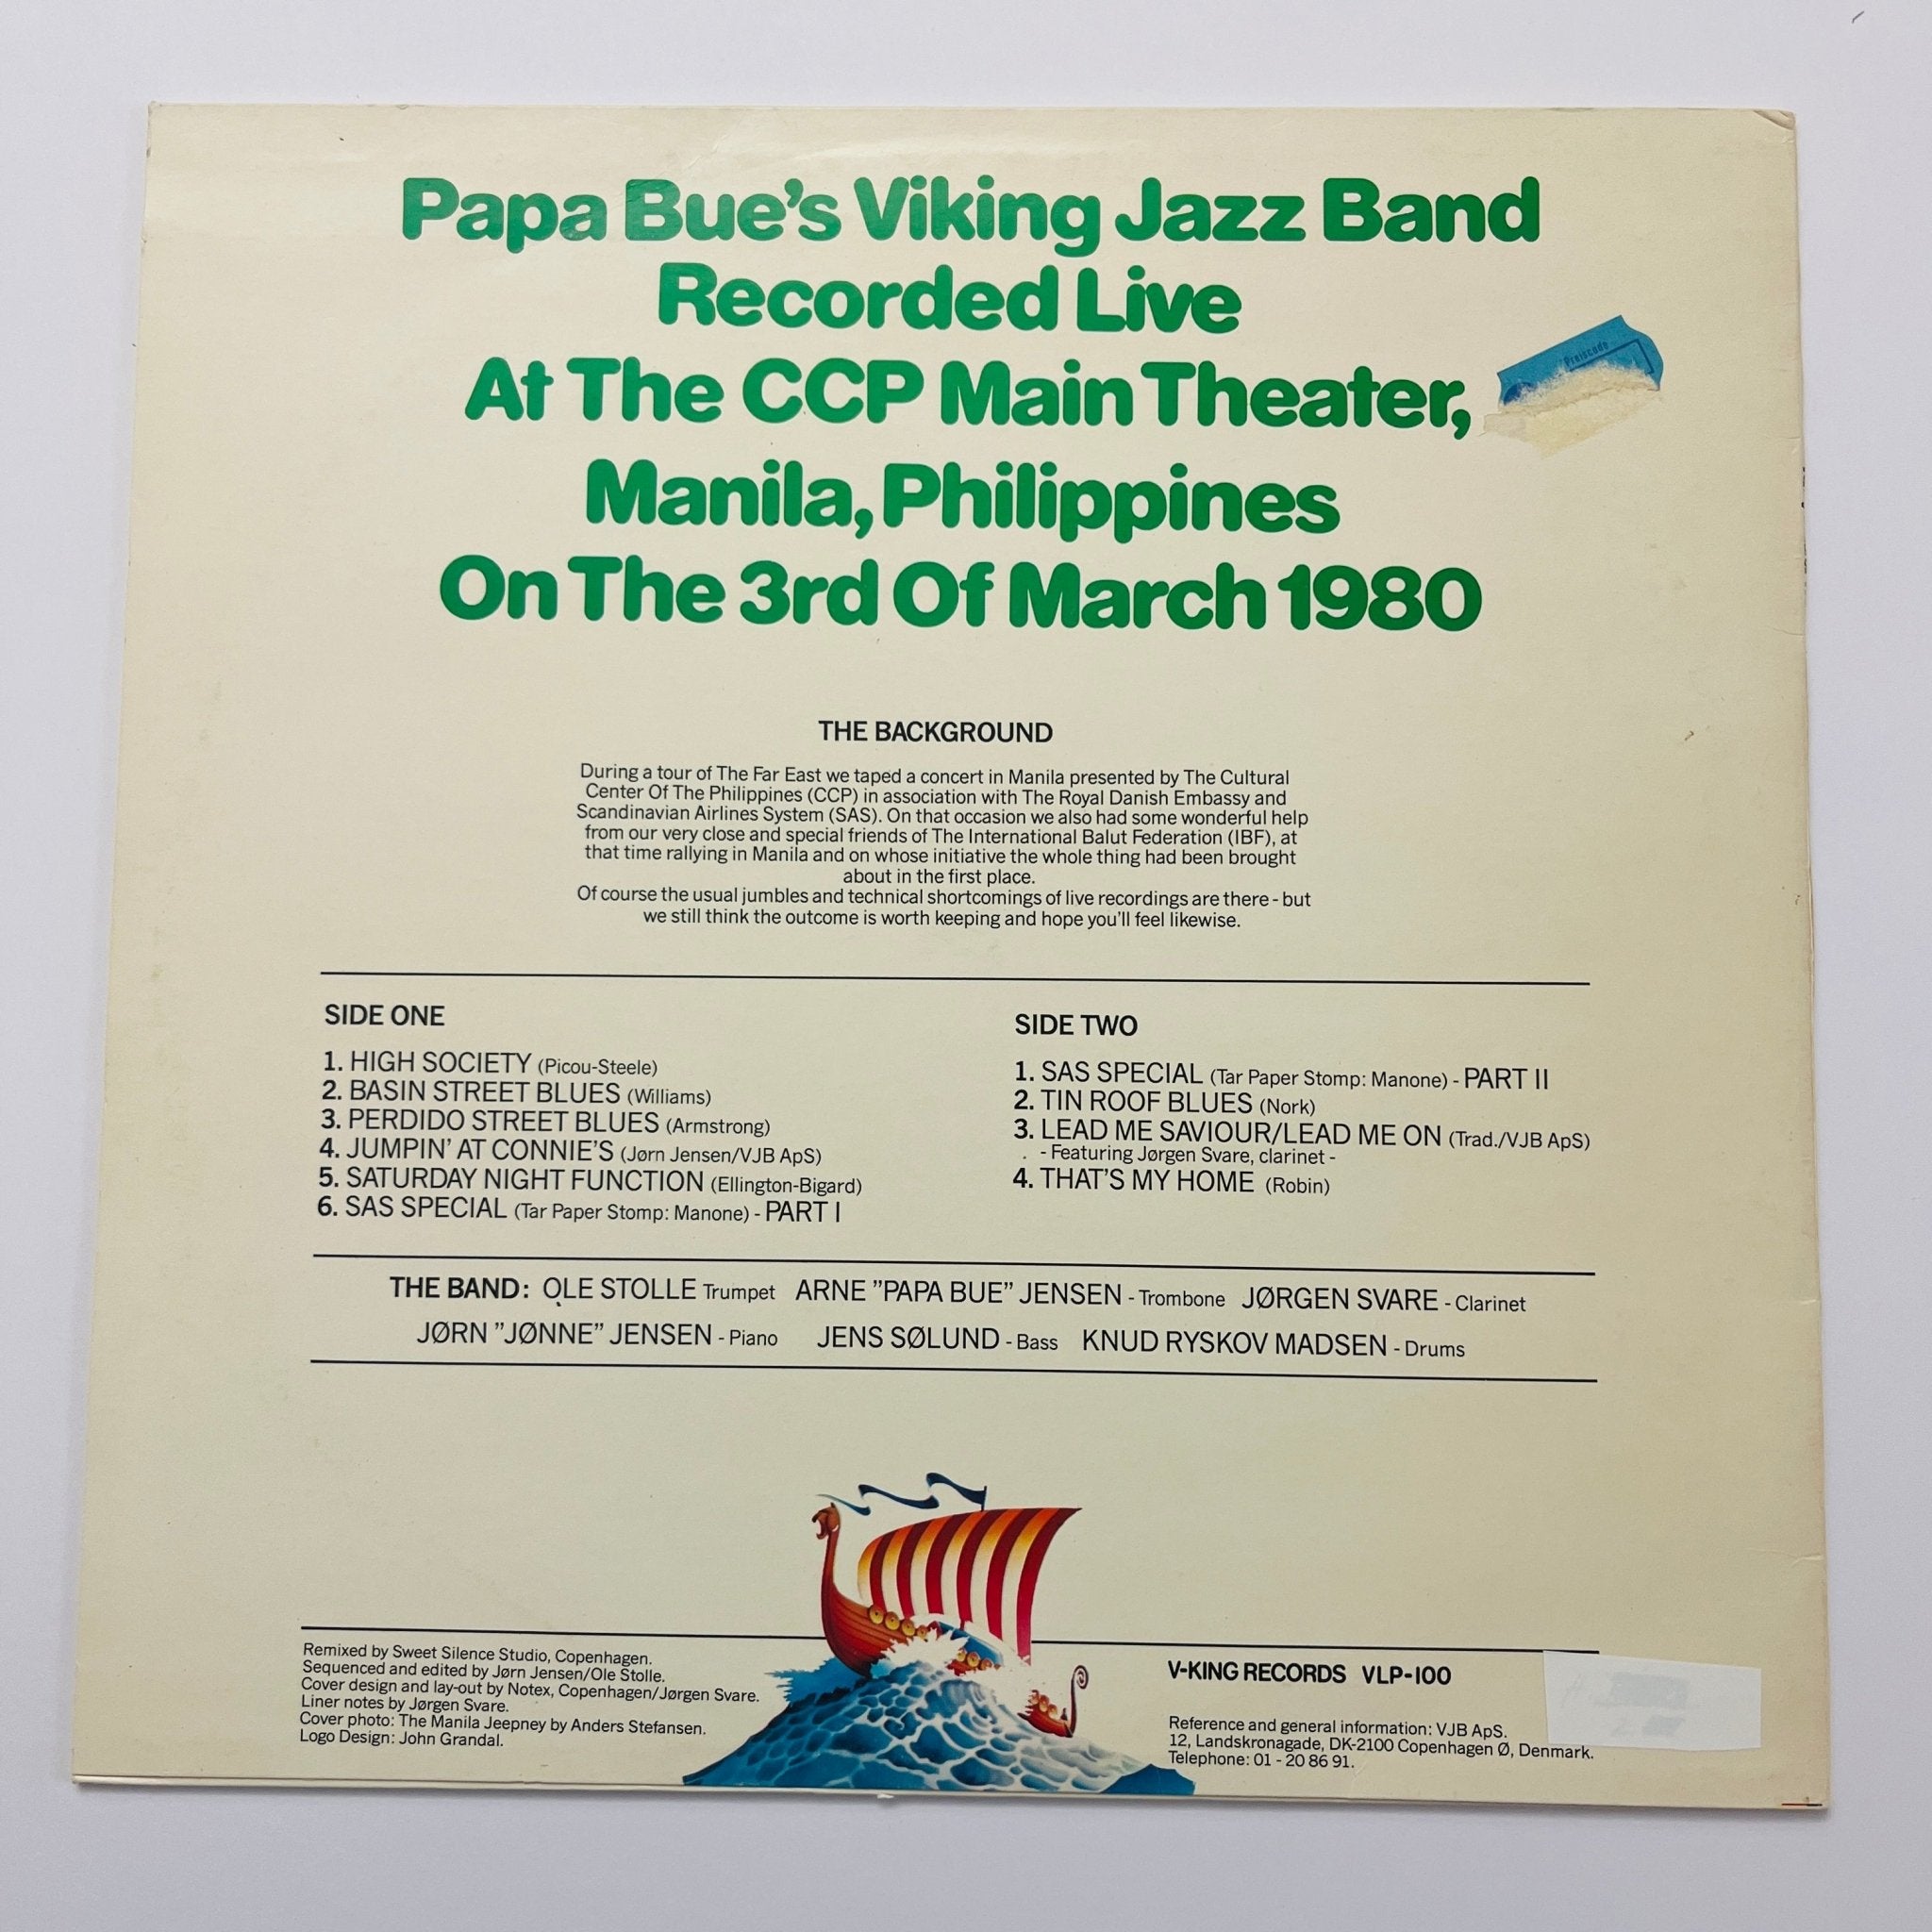 Papa Bue's Viking Jazz Band
Recorded Live
At The CCP Main Theater,
Manila, Philippines
On The 3rd Of March 1980
Preiscode
THE BACKGROUND
During a tour of The Far East we taped a concert in Manila presented by The Cultural
Center Of The Philippines (CCP) in association with The Royal Danish Embassy and
Scandinavian Airlines System (SAS). On that occasion we also had some wonderful help
from our very close and special friends of The International Balut Federation (IBF), at
that time rallying in Manila and on whose initiative the whole thing had been brought
about in the first place.
Of course the usual jumbles and technical shortcomings of live recordings are there - but
we still think the outcome is worth keeping and hope you'll feel likewise.
SIDE ONE
1. HIGH SOCIETY (Picou-Steele)
2. BASIN STREET BLUES (Williams)
3. PERDIDO STREET BLUES (Armstrong)
4. JUMPIN' AT CONNIE'S (Jørn Jensen/VJB ApS)
5. SATURDAY NIGHT FUNCTION (Ellington-Bigard)
6. SAS SPECIAL (Tar Paper Stomp: Manone) - PART I
SIDE TWO
1. SAS SPECIAL (Tar Paper Stomp: Manone) - PART II
2. TIN ROOF BLUES (Nork)
3. LEAD ME SAVIOUR/LEAD ME ON (Trad./VJB ApS)
- Featuring Jørgen Svare, clarinet -
4. THAT'S MY HOME (Robin)
THE BAND: OLE STOLLE Trumpet ARNE "PAPA BUE" JENSEN - Trombone JØRGEN SVARE - Clarinet
JØRN "JØNNE" JENSEN - Piano JENS SØLUND - Bass KNUD RYSKOV MADSEN - Drums
Remixed by Sweet Silence Studio, Copenhagen.
Sequenced and edited by Jørn Jensen/Ole Stolle.
Cover design and lay-out by Notex, Copenhagen/Jørgen Svare.
Liner notes by Jørgen Svare.
Cover photo: The Manila Jeepney by Anders Stefansen.
Logo Design: John Grandal.
V-KING RECORDS VLP-100
Reference and general information: VJB ApS.
12, Landskronagade, DK-2100 Copenhagen Ø, Denmark.
Telephone: 01 - 20 86 91.